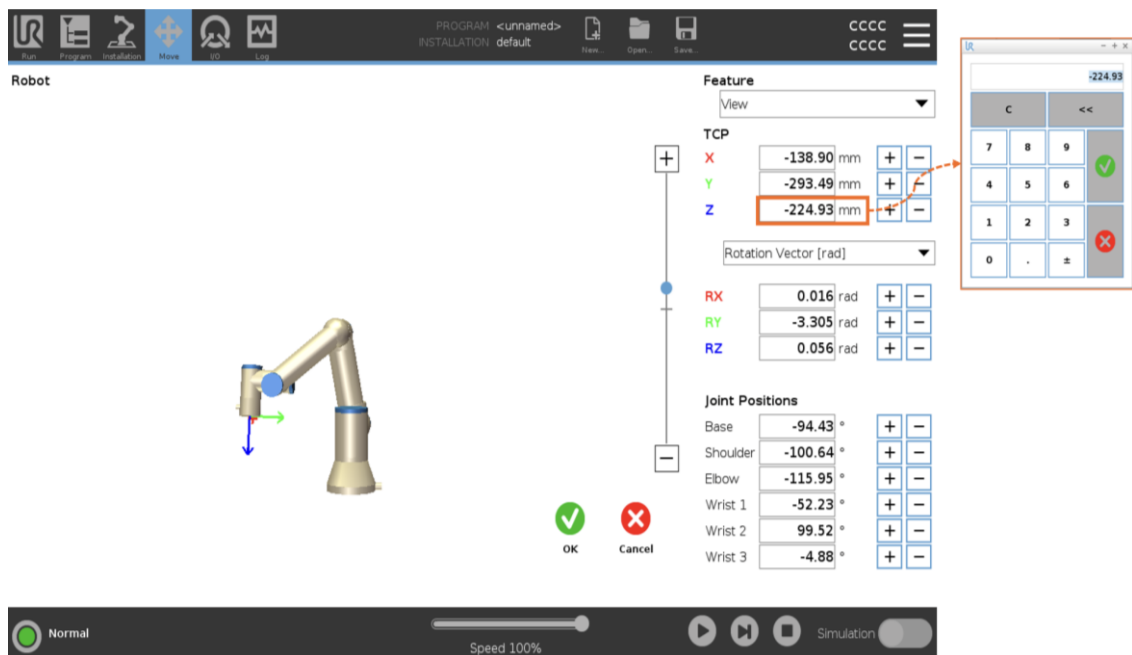 UR
PROGRAM <unnamed>
INSTALLATION default
CCCC
CCCC
Run Program Installation Move I/O Log New... Open... Save...
Robot
Feature
View
TCP
X -138.90 mm + −
Y -293.49 mm + −
Z -224.93 mm + −
Rotation Vector [rad]
RX 0.016 rad + −
RY -3.305 rad + −
RZ 0.056 rad + −
Joint Positions
Base -94.43 ° + −
Shoulder -100.64 ° + −
Elbow -115.95 ° + −
Wrist 1 -52.23 ° + −
Wrist 2 99.52 ° + −
Wrist 3 -4.88 ° + −
+
−
OK Cancel
Normal
Speed 100%
Simulation
UR − + ×
-224.93
C <<
7 8 9
4 5 6
1 2 3
0 . ±